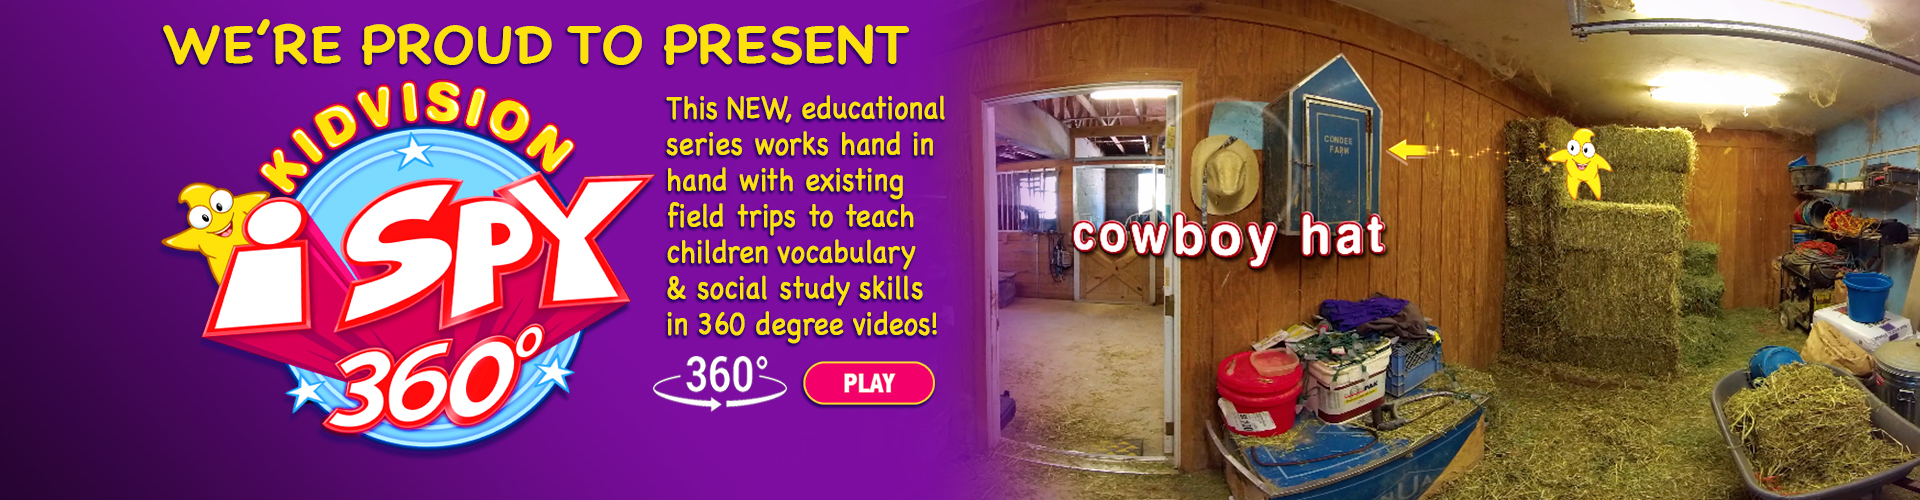 WE'RE PROUD TO PRESENT
KIDVISION
i SPY
360°
This NEW, educational
series works hand in
hand with existing
field trips to teach
children vocabulary
& social study skills
in 360 degree videos!
360°
PLAY
CONDEE
FARM
cowboy hat